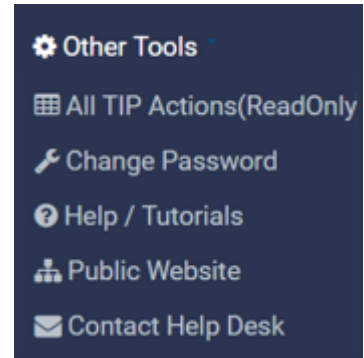 Other Tools
All TIP Actions(ReadOnly
Change Password
Help / Tutorials
Public Website
Contact Help Desk